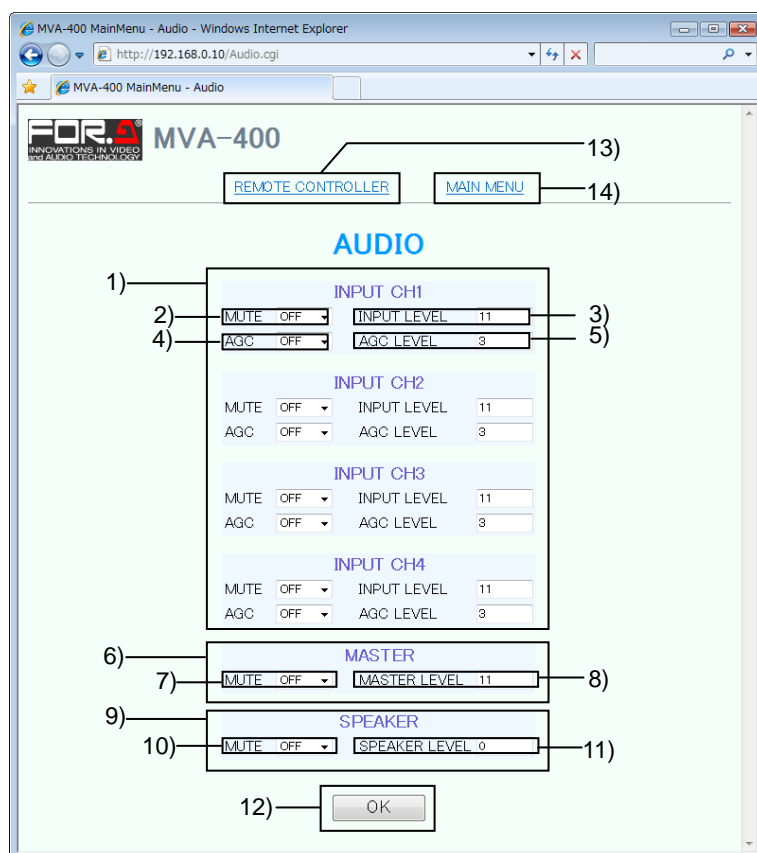 MVA-400 MainMenu - Audio - Windows Internet Explorer
http://192.168.0.10/Audio.cgi
MVA-400 MainMenu - Audio
FOR.A® MVA-400
INNOVATIONS IN VIDEO
and AUDIO TECHNOLOGY
13)
REMOTE CONTROLLER MAIN MENU 14)
AUDIO
1)
INPUT CH1
2) MUTE OFF INPUT LEVEL 11 3)
4) AGC OFF AGC LEVEL 3 5)
INPUT CH2
MUTE OFF INPUT LEVEL 11
AGC OFF AGC LEVEL 3
INPUT CH3
MUTE OFF INPUT LEVEL 11
AGC OFF AGC LEVEL 3
INPUT CH4
MUTE OFF INPUT LEVEL 11
AGC OFF AGC LEVEL 3
6) MASTER
7) MUTE OFF MASTER LEVEL 11 8)
9) SPEAKER
10) MUTE OFF SPEAKER LEVEL 0 11)
12) OK